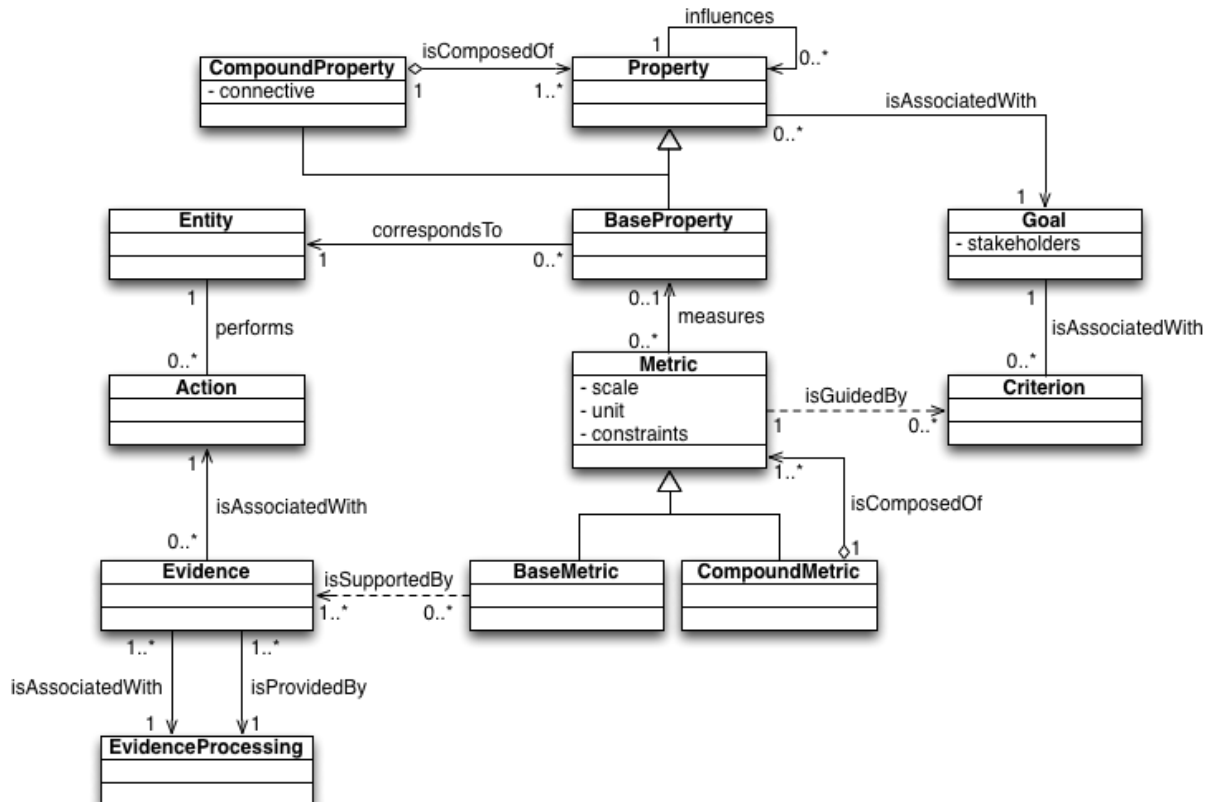 influences
1
0..*
isComposedOf
CompoundProperty
- connective
1
1..*
Property
isAssociatedWith
0..*
1
Entity
correspondsTo
1
0..*
BaseProperty
Goal
- stakeholders
1
performs
0..*
0..1
measures
0..*
1
isAssociatedWith
0..*
Action
Metric
- scale
- unit
- constraints
isGuidedBy
1
0..*
Criterion
1
isAssociatedWith
0..*
1..*
isComposedOf
1
Evidence
isSupportedBy
1..*
0..*
BaseMetric
CompoundMetric
1..*
1..*
isAssociatedWith
isProvidedBy
1
1
EvidenceProcessing